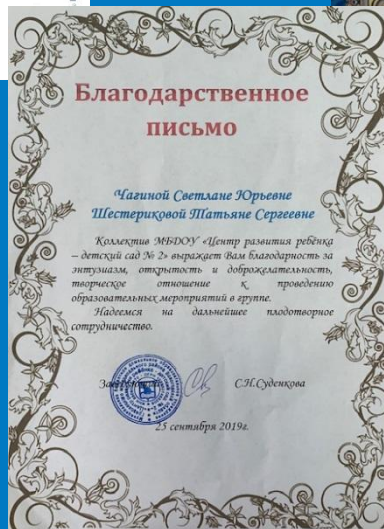 Благодарственное
письмо
Чагиной Светлане Юрьевне
Шестериковой Татьяне Сергеевне
Коллектив МБДОУ «Центр развития ребёнка
– детский сад № 2» выражает Вам благодарность за
энтузиазм, открытость и доброжелательность,
творческое отношение к проведению
образовательных мероприятий в группе.
Надеемся на дальнейшее плодотворное
сотрудничество.
С.Н.Суденкова
25 сентября 2019г.